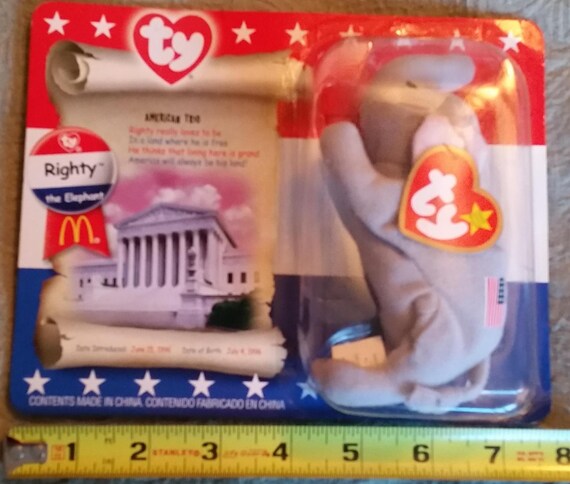 ty
AMERICAN TRIO
Righty really loves to be
In a land where he is free
He thinks that being here is grand
America will always be his land!
ty
Righty™
the Elephant
M
ty
Date Introduced: June 15, 1996 Date of Birth: July 4, 1996
CONTENTS MADE IN CHINA. CONTENIDO FABRICADO EN CHINA
1 2 STANLEY 3 4 5 6 7 8